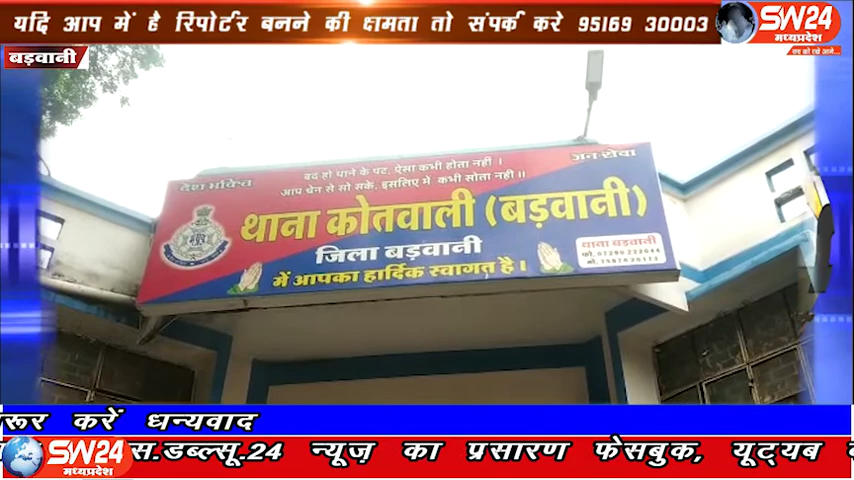 यदि आप में है रिपोर्टर बनने की क्षमता तो संपर्क करे 95169 30003
SW24
मध्यप्रदेश
बड़वानी
देश भक्ति
जन-सेवा
बंद हो थाने के पट, ऐसा कभी होता नहीं ।
आप चेन से सो सके, इसलिए में कभी सोता नहीं ।।
थाना कोतवाली (बड़वानी)
जिला बड़वानी
में आपका हार्दिक स्वागत है।
थाना बड़वानी
फो. 07290 222044
रूर करें धन्यवाद
SW24
मध्यप्रदेश
स.डब्ल्सू.24 न्यूज़ का प्रसारण फेसबुक, यूट्यब